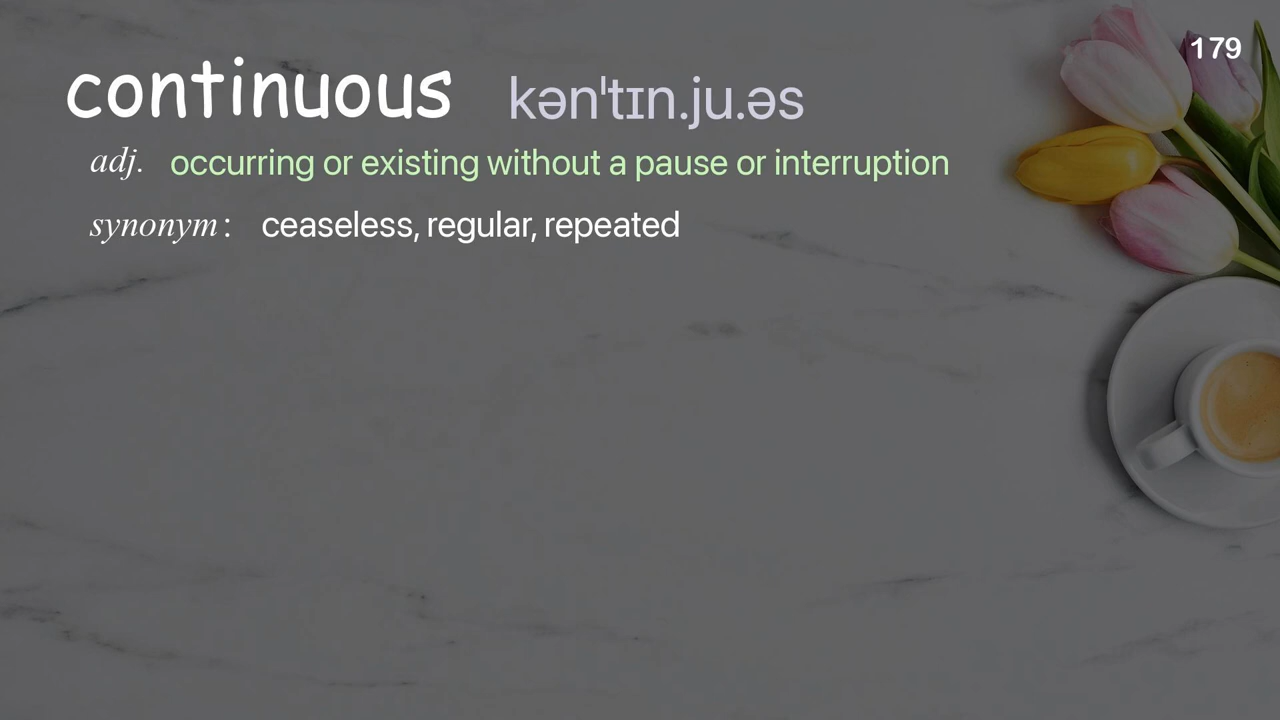 179
continuous kən'tɪn.ju.əs
adj. occurring or existing without a pause or interruption
synonym: ceaseless, regular, repeated